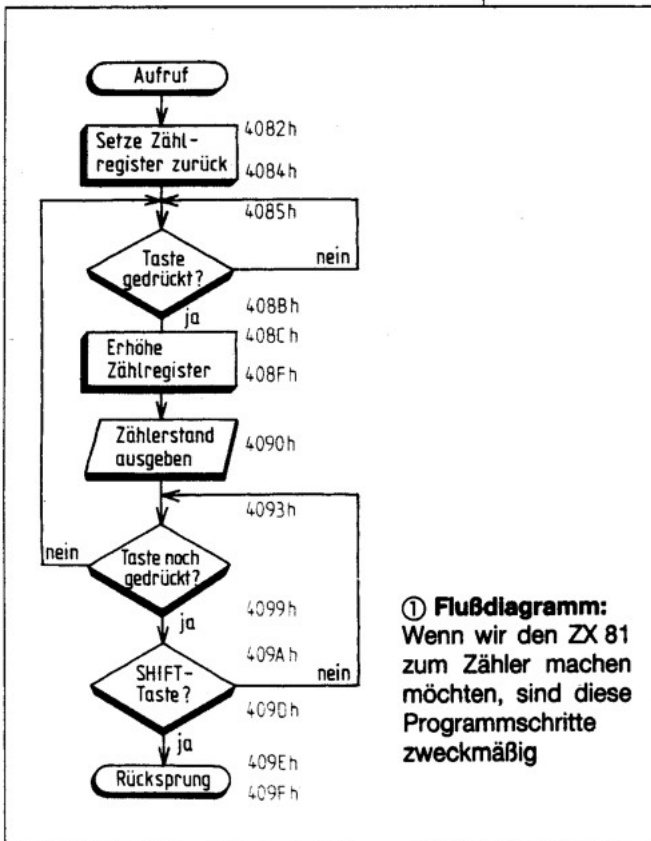 Aufruf
4082h
Setze Zähl-
register zurück
4084h
4085h
Taste
gedrückt?
nein
408Bh
ja
408Ch
Erhöhe
Zählregister
408Fh
Zählerstand
ausgeben
4090h
4093h
nein
Taste noch
gedrückt?
4099h
ja
409Ah
SHIFT-
Taste?
nein
409Dh
ja
409Eh
Rücksprung
409Fh
① Flußdiagramm:
Wenn wir den ZX 81
zum Zähler machen
möchten, sind diese
Programmschritte
zweckmäßig